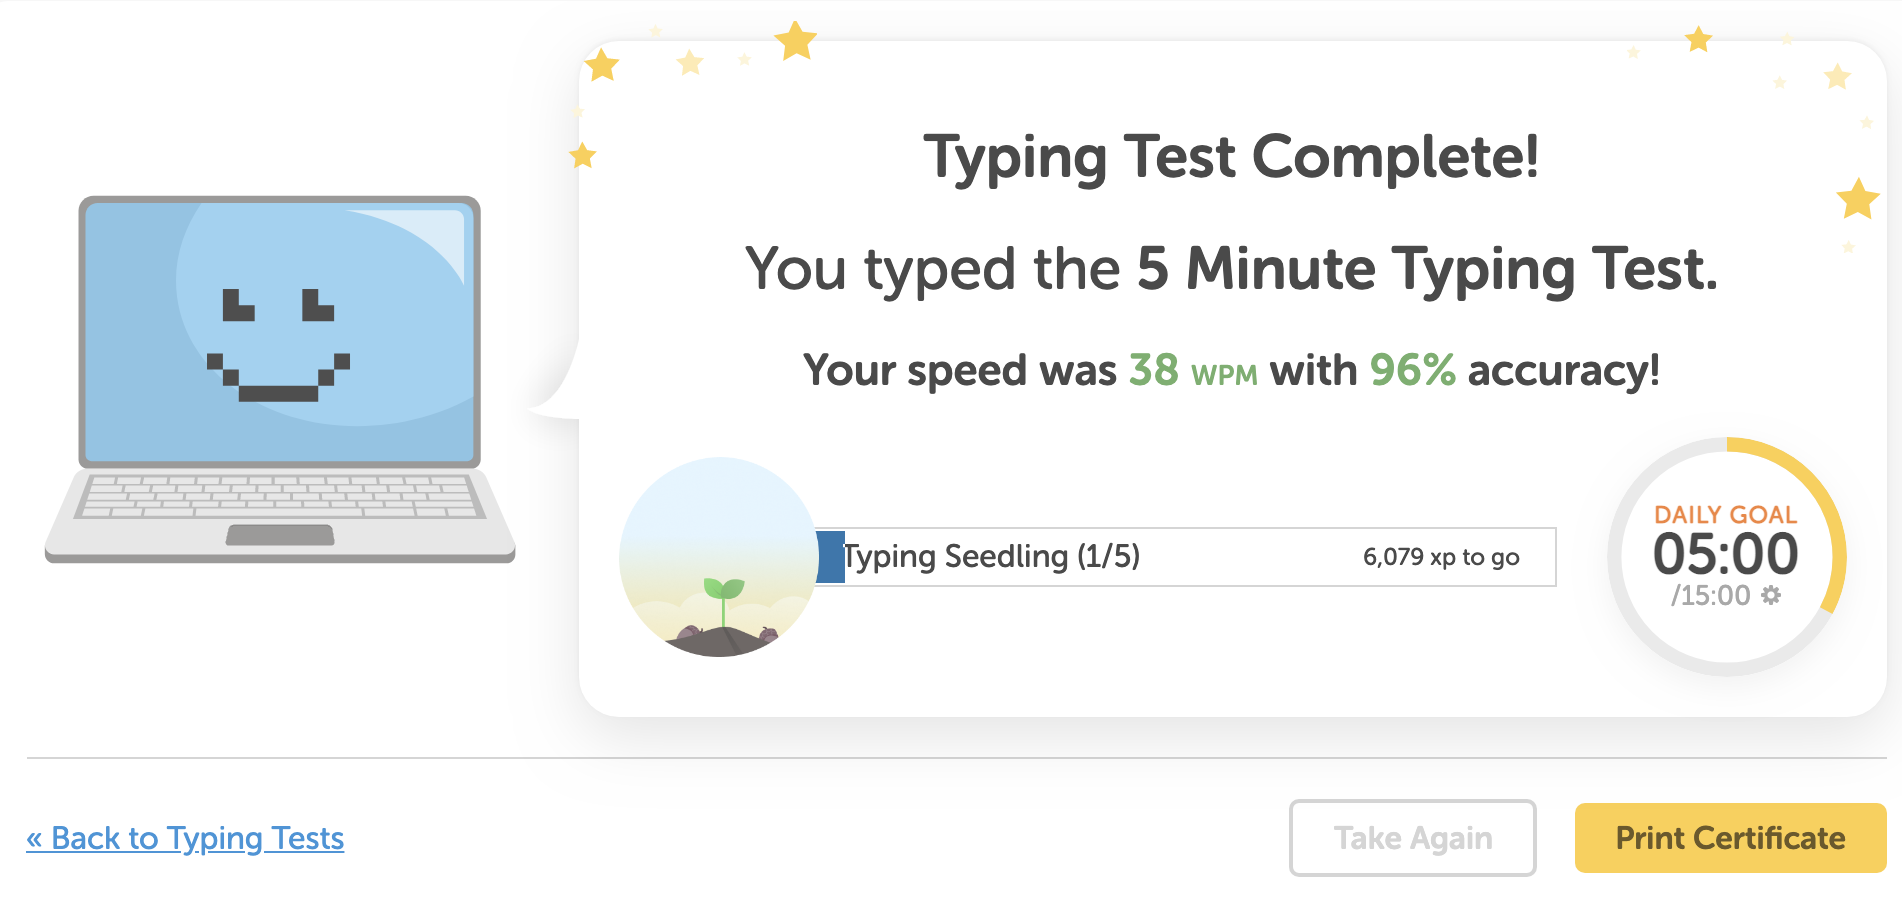 Typing Test Complete!
You typed the 5 Minute Typing Test.
Your speed was 38 WPM with 96% accuracy!
Typing Seedling (1/5) 6,079 xp to go
DAILY GOAL
05:00
/15:00
« Back to Typing Tests
Take Again
Print Certificate